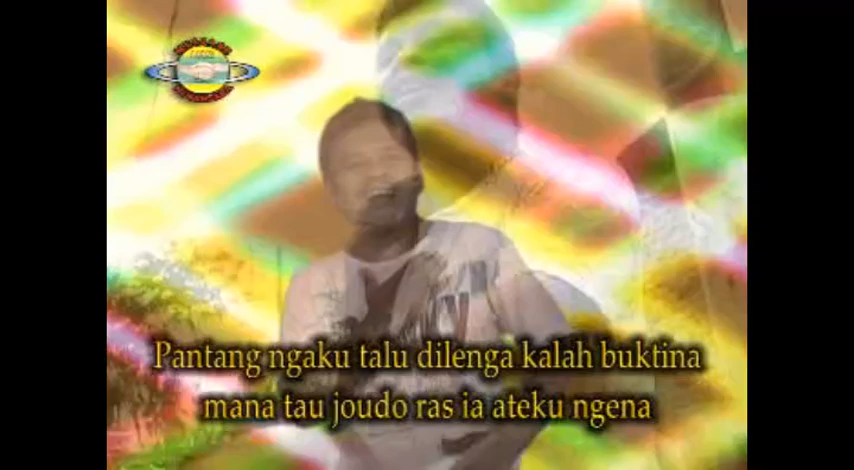 Pantang ngaku talu dilenga kalah buktina
mana tau joudo ras ia ateku ngena